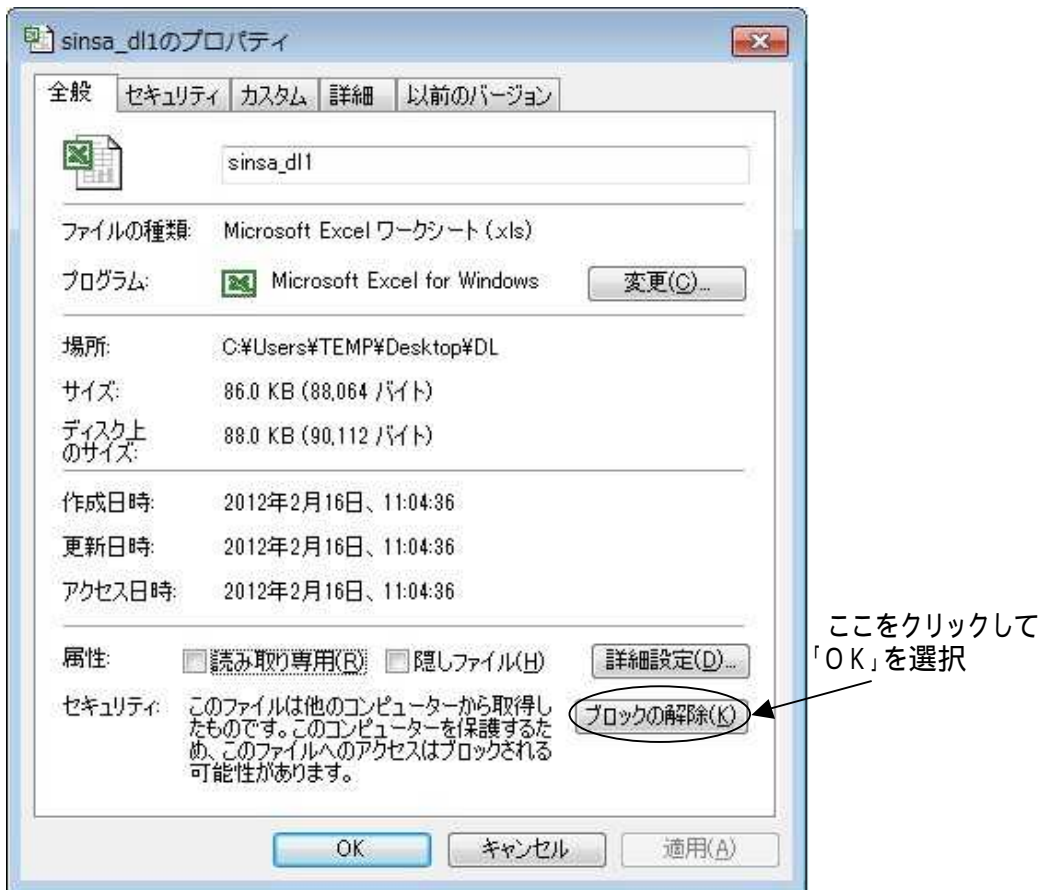 sinsa_dl1のプロパティ
全般 セキュリティ カスタム 詳細 以前のバージョン
sinsa_dl1
ファイルの種類: Microsoft Excel ワークシート (.xls)
プログラム: Microsoft Excel for Windows 変更(C)...
場所: C:¥Users¥TEMP¥Desktop¥DL
サイズ: 86.0 KB (88,064 バイト)
ディスク上
のサイズ: 88.0 KB (90,112 バイト)
作成日時: 2012年2月16日、11:04:36
更新日時: 2012年2月16日、11:04:36
アクセス日時: 2012年2月16日、11:04:36
ここをクリックして
「OK」を選択
属性: 読み取り専用(R) 隠しファイル(H) 詳細設定(D)...
セキュリティ: このファイルは他のコンピューターから取得し
たものです。このコンピューターを保護するた
め、このファイルへのアクセスはブロックされる
可能性があります。
ブロックの解除(K)
OK キャンセル 適用(A)